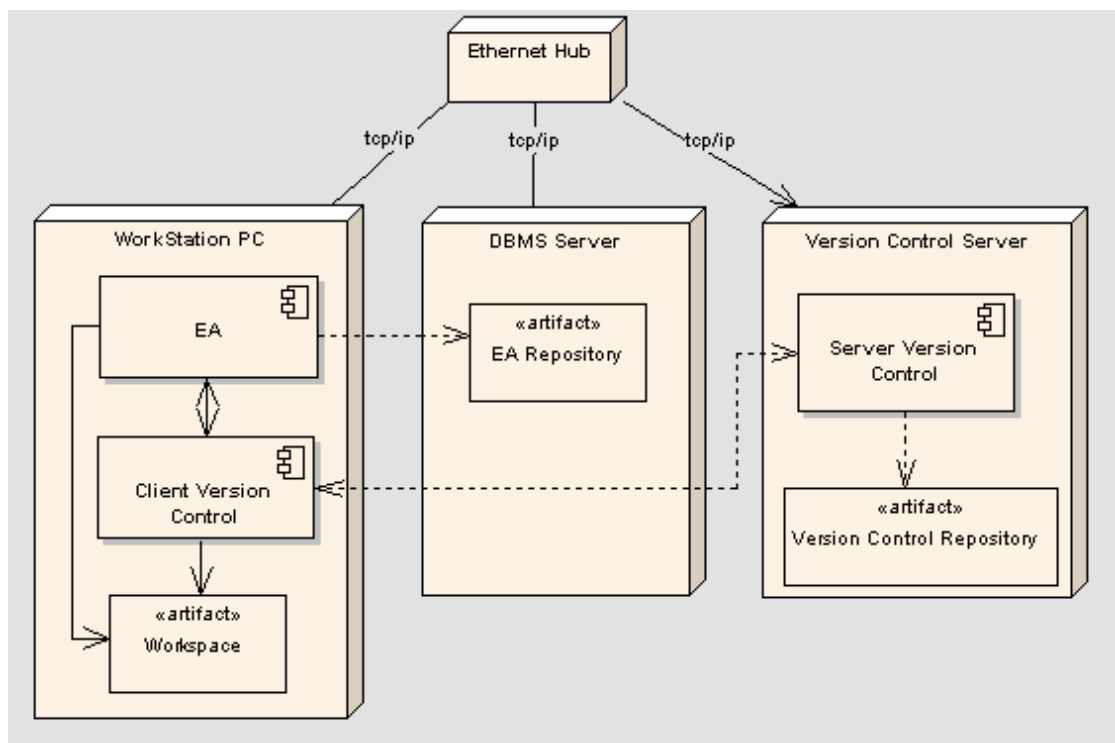 Ethernet Hub
tcp/ip
tcp/ip
tcp/ip
WorkStation PC
EA
Client Version
Control
«artifact»
Workspace
DBMS Server
«artifact»
EA Repository
Version Control Server
Server Version
Control
«artifact»
Version Control Repository